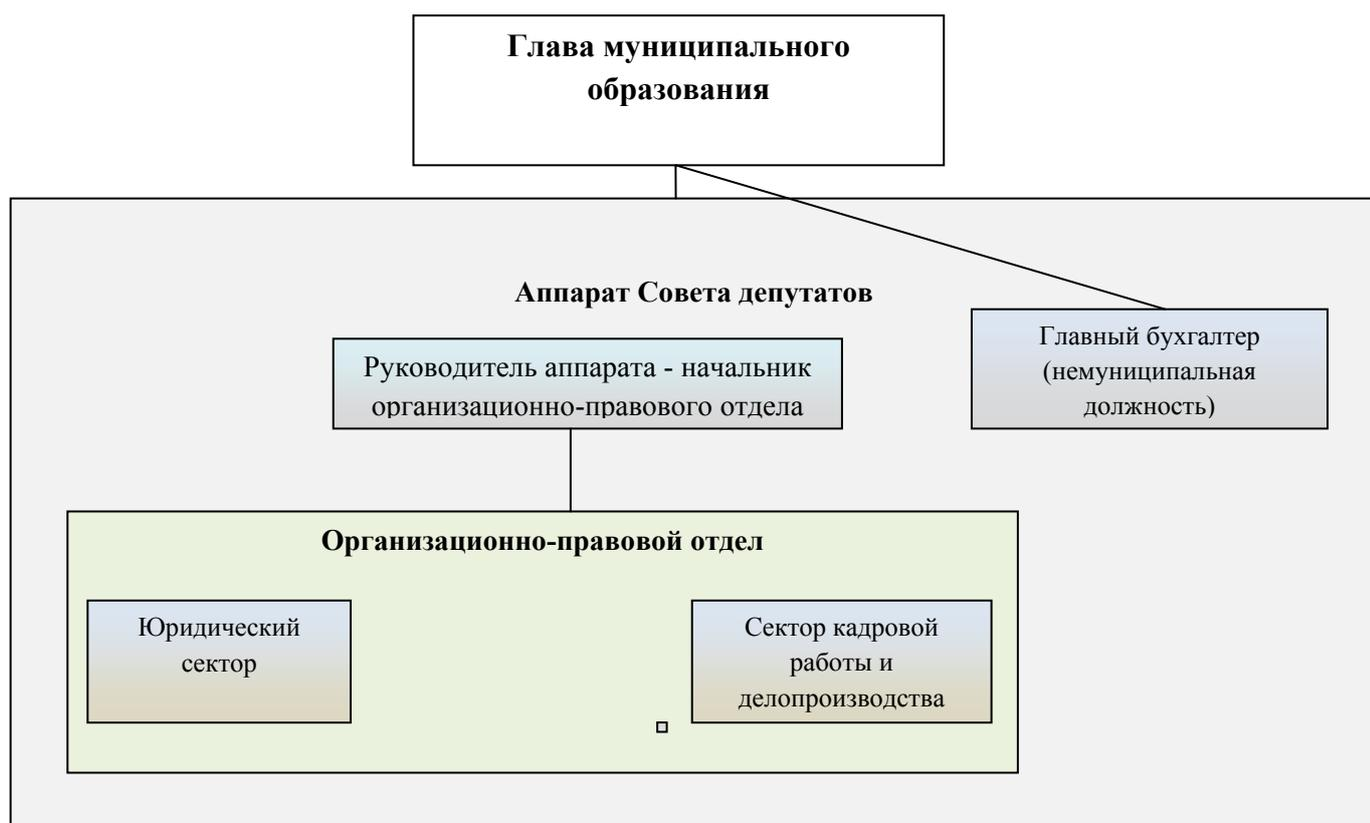 Глава муниципального
образования
Аппарат Совета депутатов
Руководитель аппарата - начальник
организационно-правового отдела
Главный бухгалтер
(немуниципальная
должность)
Организационно-правовой отдел
Юридический
сектор
Сектор кадровой
работы и
делопроизводства